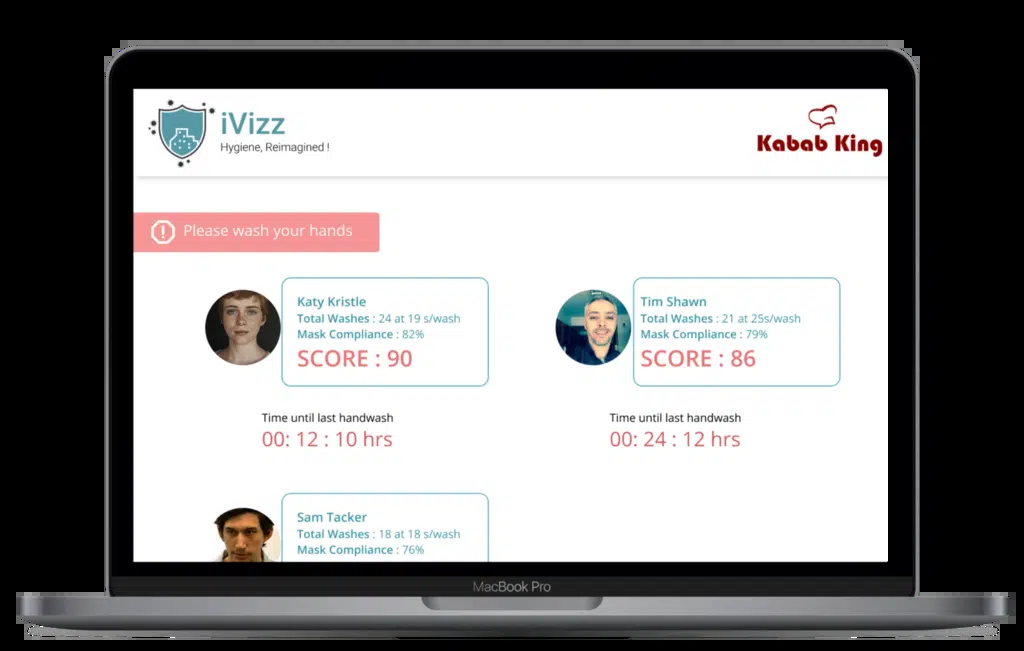 iVizz
Hygiene, Reimagined !
Kabab King
Please wash your hands
Katy Kristle
Total Washes : 24 at 19 s/wash
Mask Compliance : 82%
SCORE : 90
Time until last handwash
00: 12 : 10 hrs
Tim Shawn
Total Washes : 21 at 25s/wash
Mask Compliance : 79%
SCORE : 86
Time until last handwash
00: 24 : 12 hrs
Sam Tacker
Total Washes : 18 at 18 s/wash
Mask Compliance : 76%
MacBook Pro